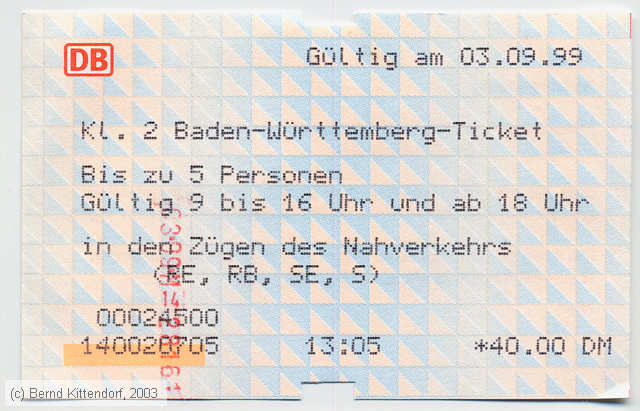 DB
Gültig am 03.09.99
Kl. 2 Baden-Württemberg-Ticket
Bis zu 5 Personen
Gültig 9 bis 16 Uhr und ab 18 Uhr
in den Zügen des Nahverkehrs
(RE, RB, SE, S)
00024500
140028705 13:05 *40.00 DM
(c) Bernd Kittendorf, 2003